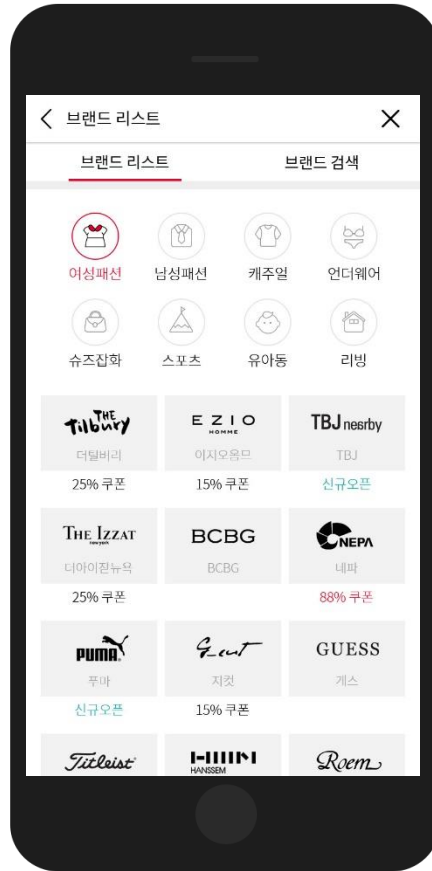 브랜드 리스트
브랜드 리스트 브랜드 검색
여성패션 남성패션 캐주얼 언더웨어
슈즈잡화 스포츠 유아동 리빙
THE Tilbury EZIO HOMME TBJ nearby
더틸버리 이지오옴므 TBJ
25% 쿠폰 15% 쿠폰 신규오픈
THE IZZAT newyork BCBG NEPA
디아이잗뉴욕 BCBG 네파
25% 쿠폰 88% 쿠폰
PUMA g-cut GUESS
푸마 지컷 게스
신규오픈 15% 쿠폰
Titleist HANSSEM Roem